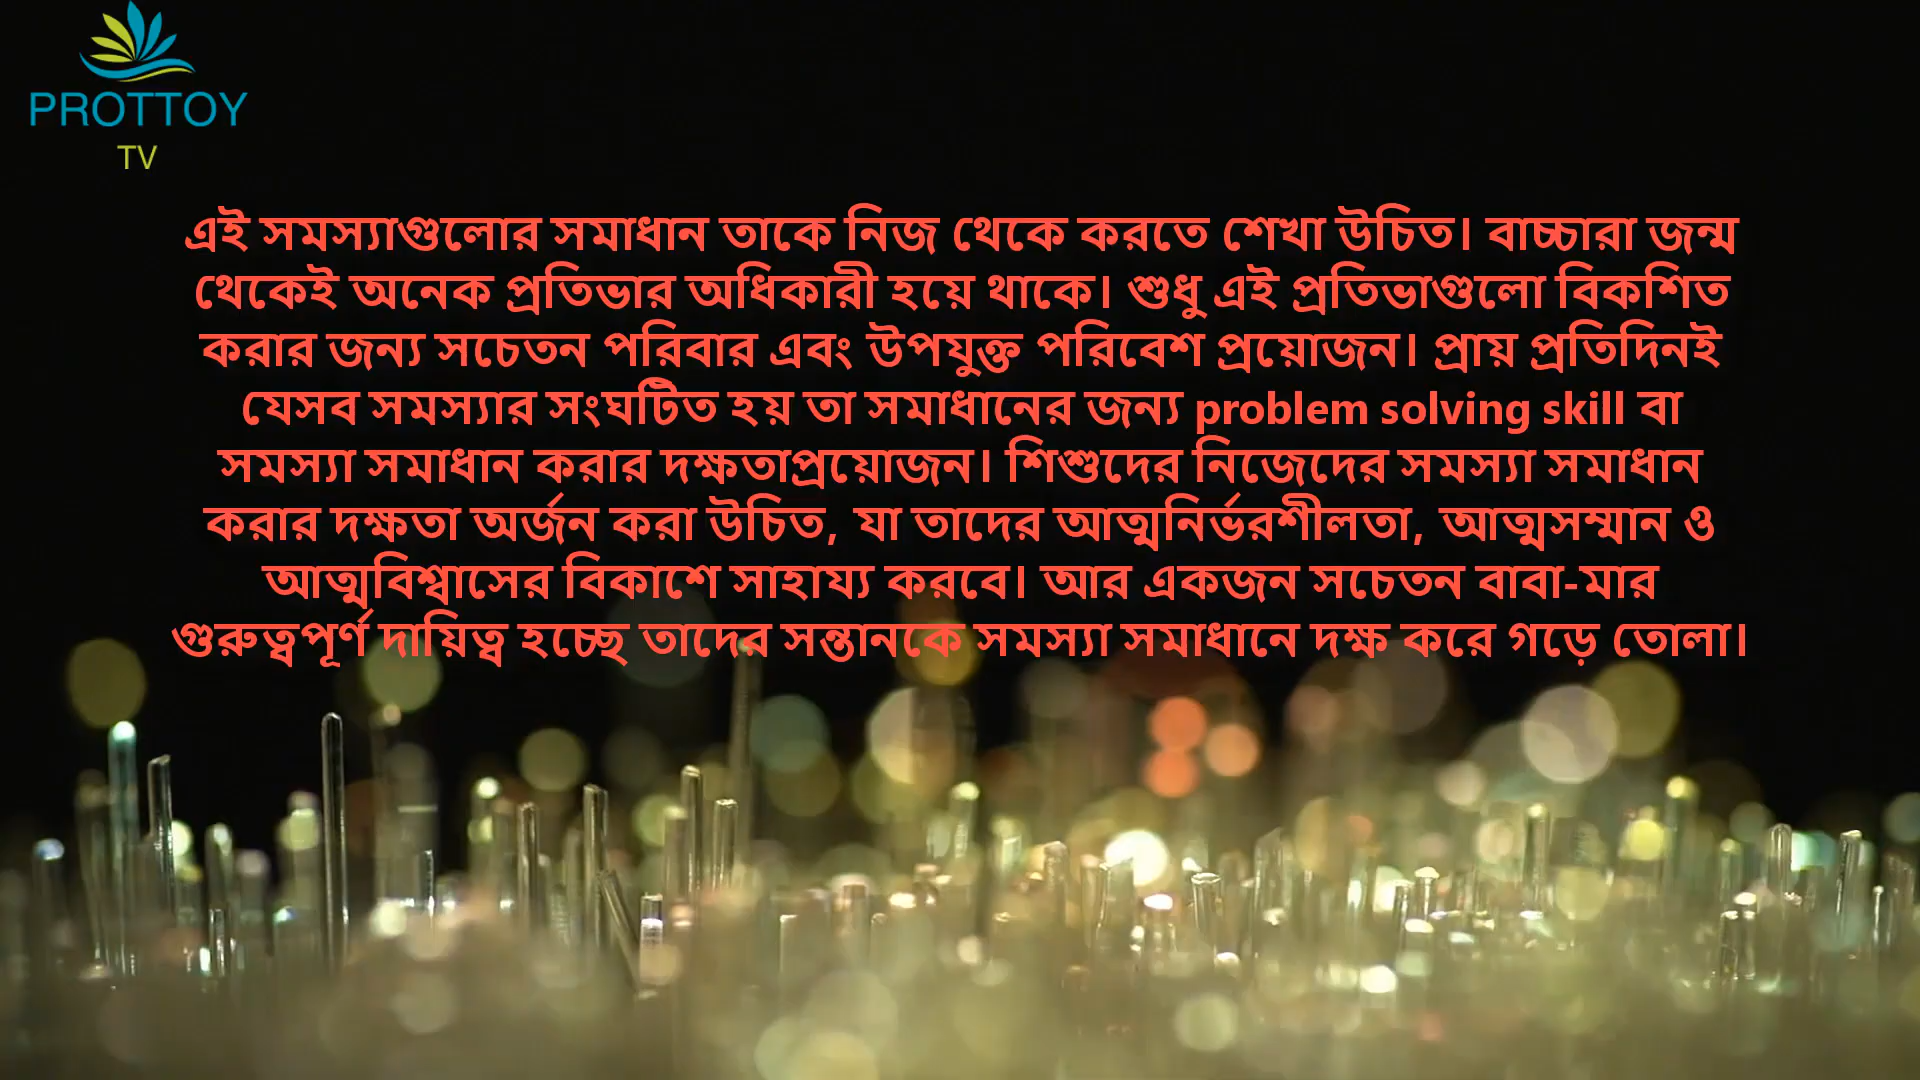 PROTTOY
TV
এই সমস্যাগুলোর সমাধান তাকে নিজ থেকে করতে শেখা উচিত। বাচ্চারা জন্ম
থেকেই অনেক প্রতিভার অধিকারী হয়ে থাকে। শুধু এই প্রতিভাগুলো বিকশিত
করার জন্য সচেতন পরিবার এবং উপযুক্ত পরিবেশ প্রয়োজন। প্রায় প্রতিদিনই
যেসব সমস্যার সংঘটিত হয় তা সমাধানের জন্য problem solving skill বা
সমস্যা সমাধান করার দক্ষতাপ্রয়োজন। শিশুদের নিজেদের সমস্যা সমাধান
করার দক্ষতা অর্জন করা উচিত, যা তাদের আত্মনির্ভরশীলতা, আত্মসম্মান ও
আত্মবিশ্বাসের বিকাশে সাহায্য করবে। আর একজন সচেতন বাবা-মার
গুরুত্বপূর্ণ দায়িত্ব হচ্ছে তাদের সন্তানকে সমস্যা সমাধানে দক্ষ করে গড়ে তোলা।